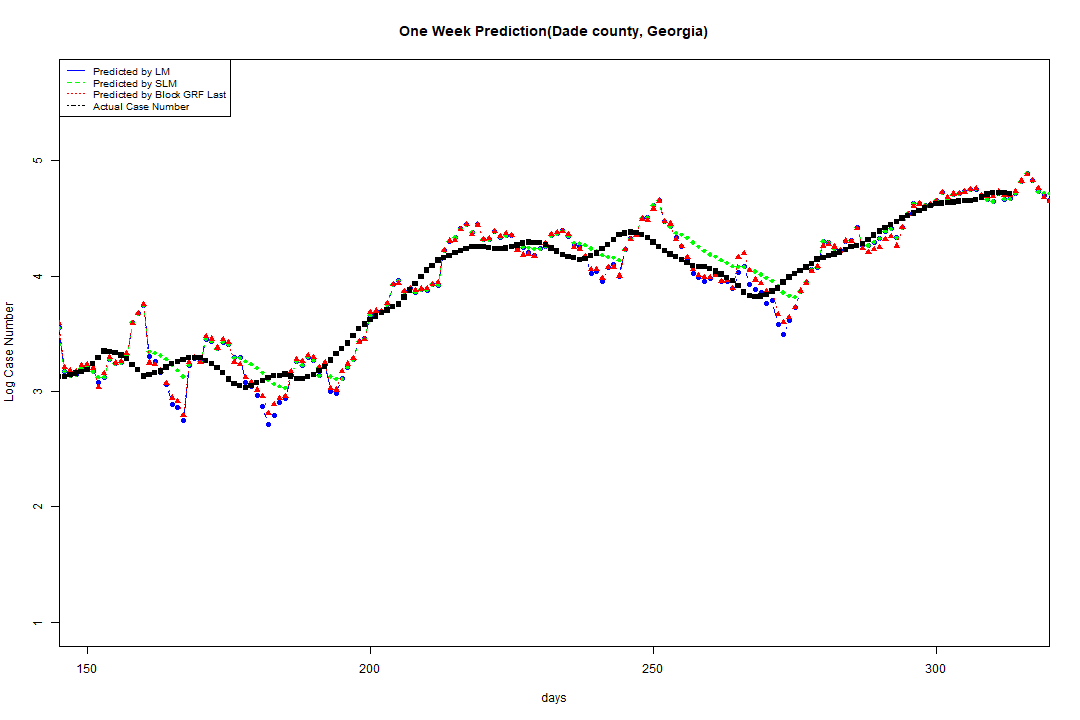 One Week Prediction(Dade county, Georgia)
Predicted by LM
Predicted by SLM
Predicted by Block GRF Last
Actual Case Number
5
4
3
2
1
Log Case Number
150 200 250 300
days